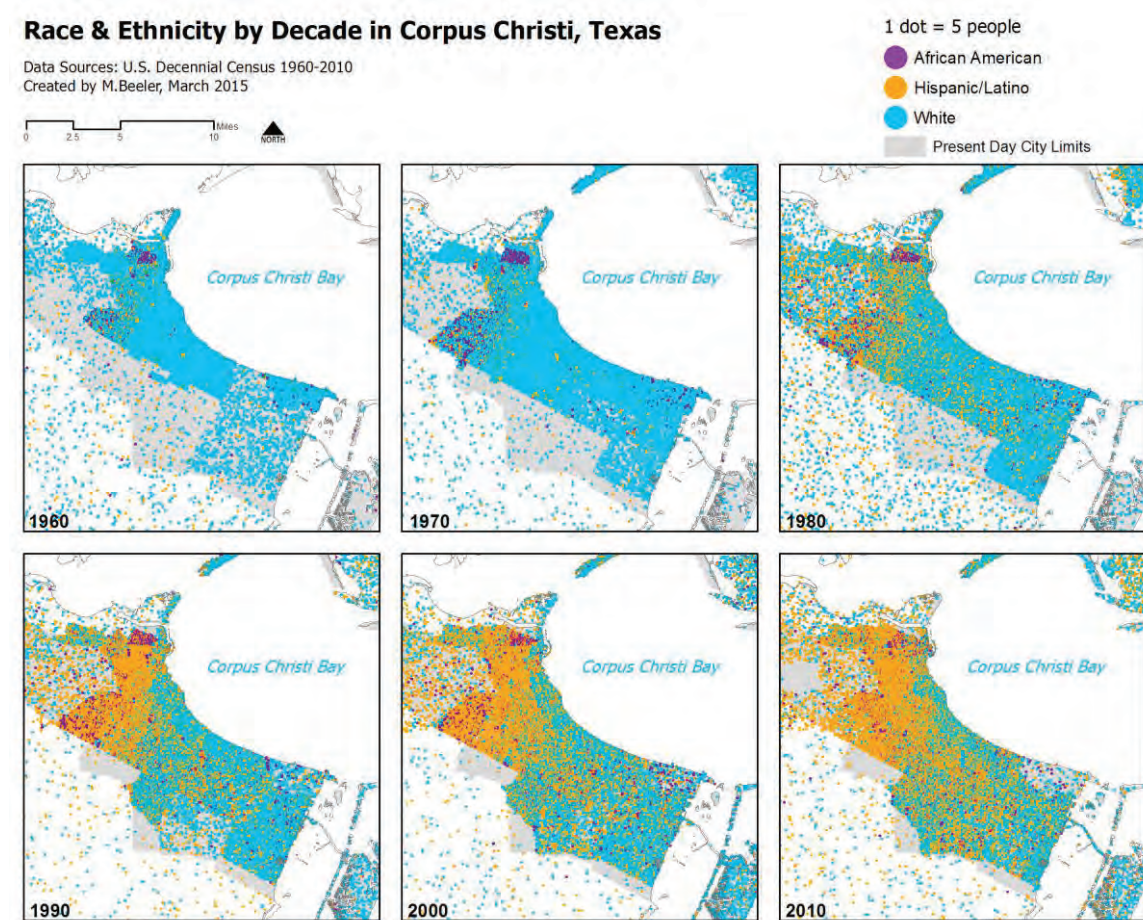 Race & Ethnicity by Decade in Corpus Christi, Texas
Data Sources: U.S. Decennial Census 1960-2010
Created by M.Beeler, March 2015
0 2.5 5 10 Miles
NORTH
1 dot = 5 people
African American
Hispanic/Latino
White
Present Day City Limits
Corpus Christi Bay
1960
Corpus Christi Bay
1970
Corpus Christi Bay
1980
Corpus Christi Bay
1990
Corpus Christi Bay
2000
Corpus Christi Bay
2010